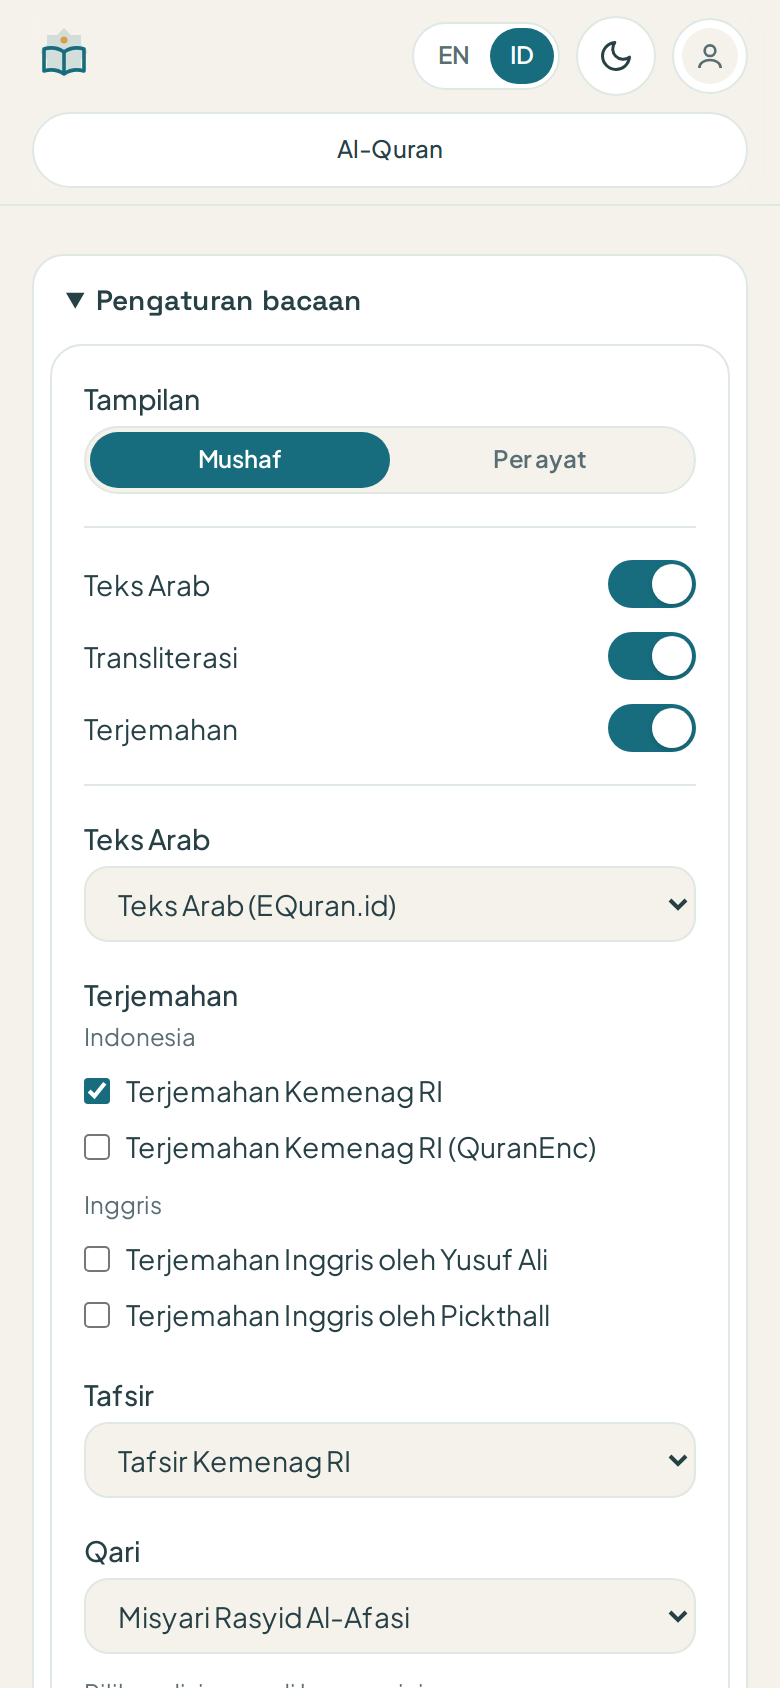 EN ID
Al-Quran
Pengaturan bacaan
Tampilan
Mushaf Per ayat
Teks Arab
Transliterasi
Terjemahan
Teks Arab
Teks Arab (EQuran.id)
Terjemahan
Indonesia
Terjemahan Kemenag RI
Terjemahan Kemenag RI (QuranEnc)
Inggris
Terjemahan Inggris oleh Yusuf Ali
Terjemahan Inggris oleh Pickthall
Tafsir
Tafsir Kemenag RI
Qari
Misyari Rasyid Al-Afasi